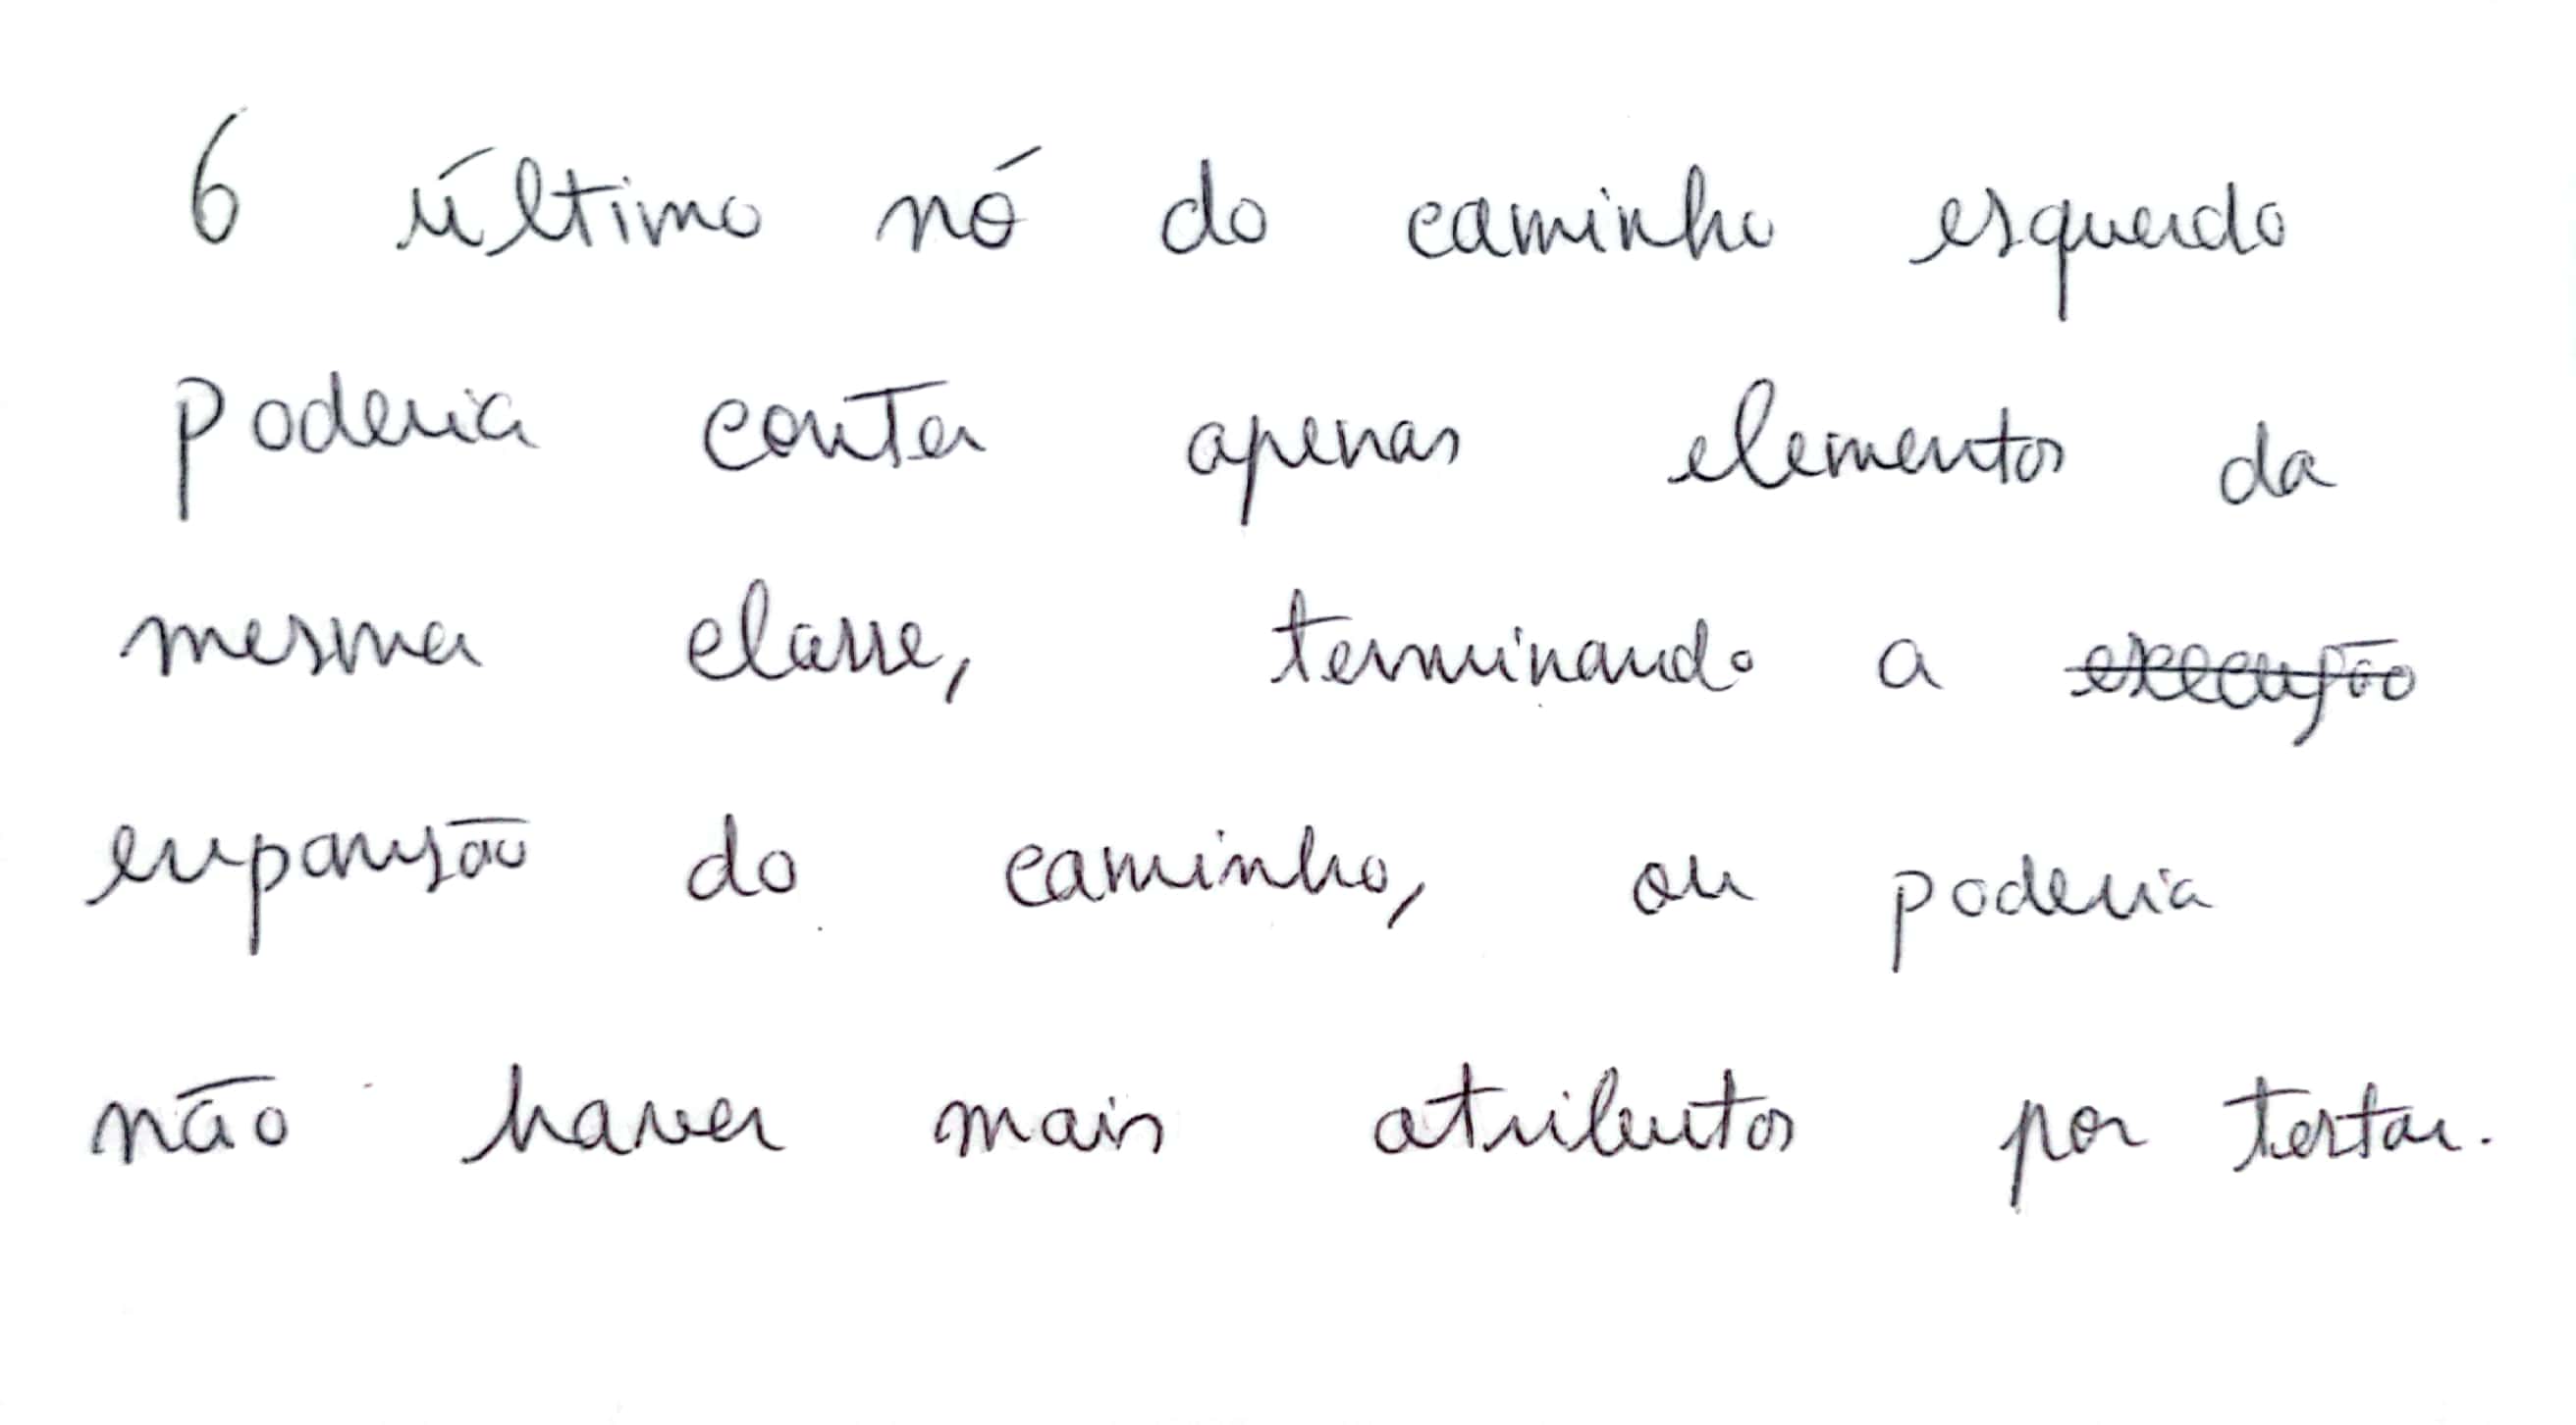 O último nó do caminho esquerdo
poderia conter apenas elementos da
mesma classe, terminando a execução
expansão do caminho, ou poderia
não haver mais atributos por testar.